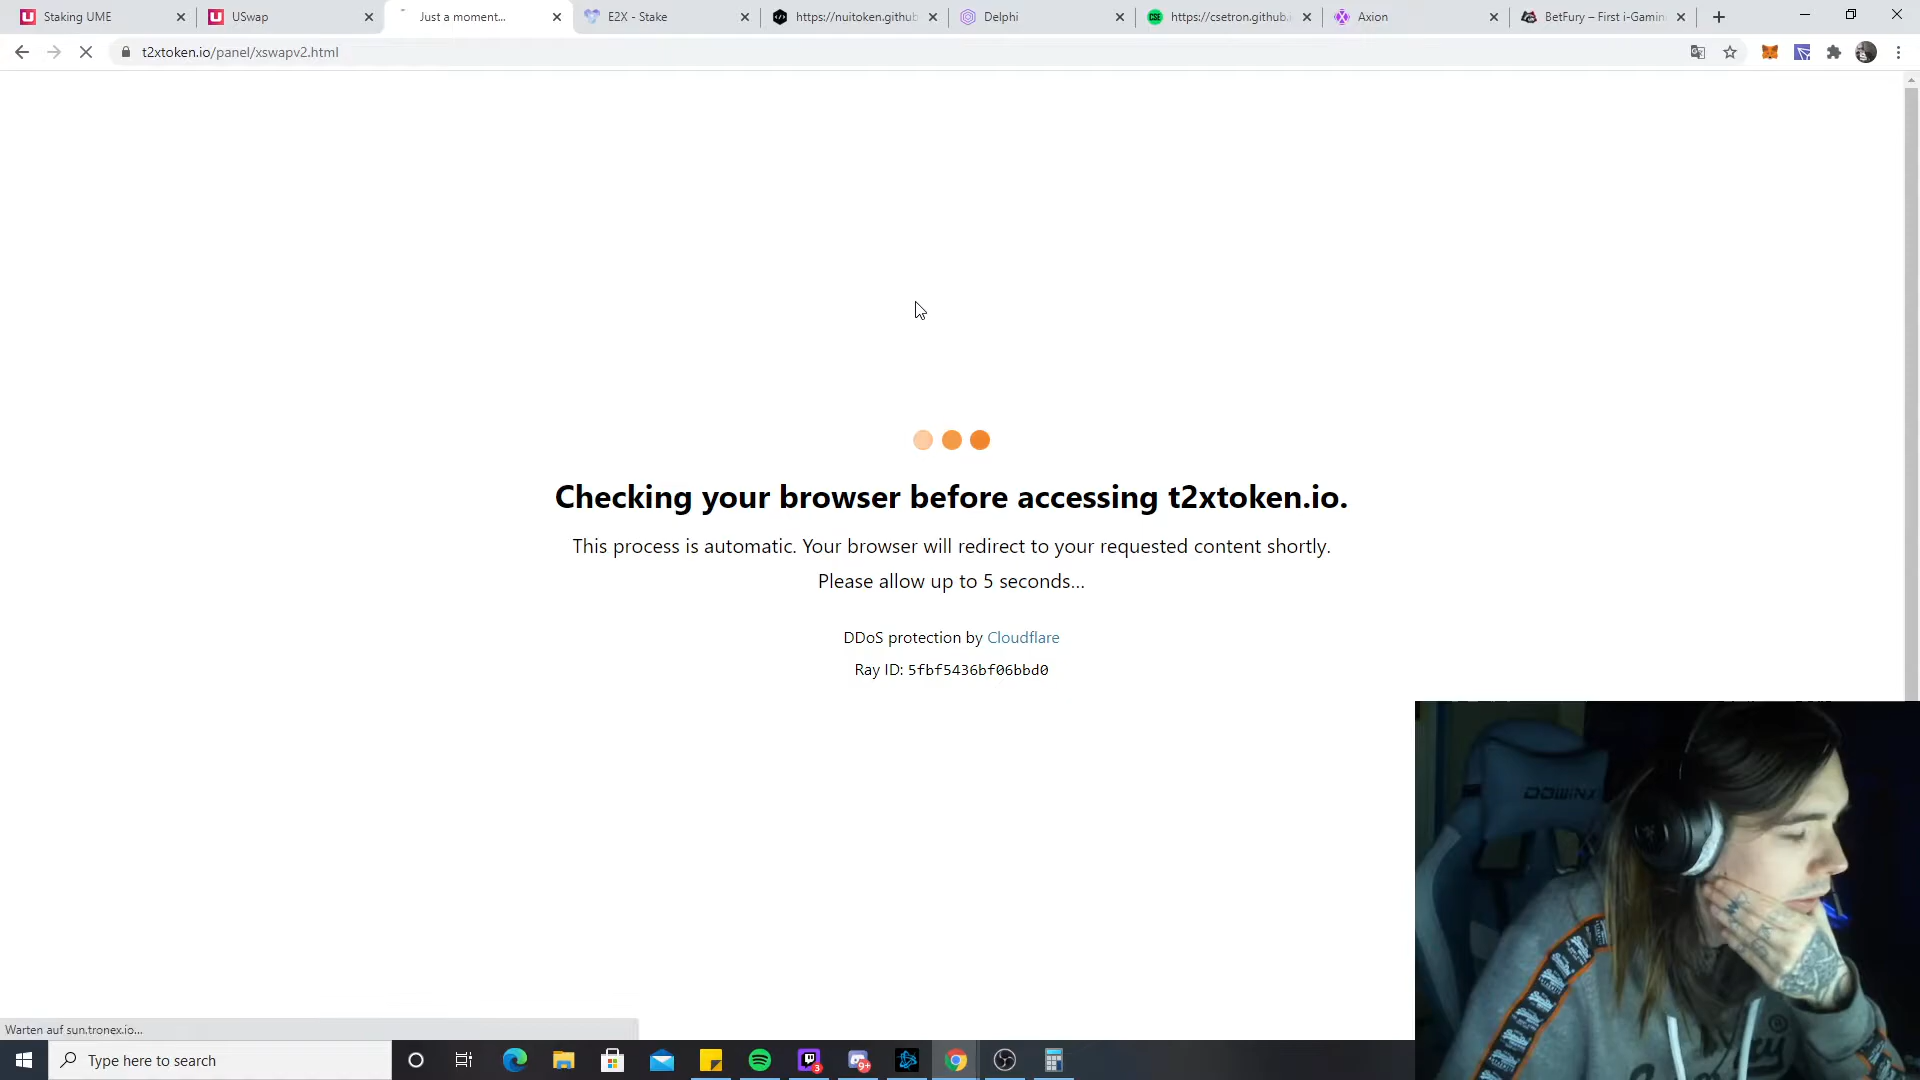 Staking UME
USwap
Just a moment...
E2X - Stake
https://nuitoken.github
Delphi
https://csetron.github.
Axion
BetFury – First i-Gamin
t2xtoken.io/panel/xswapv2.html
Checking your browser before accessing t2xtoken.io.
This process is automatic. Your browser will redirect to your requested content shortly.
Please allow up to 5 seconds...
DDoS protection by Cloudflare
Ray ID: 5fbf5436bf06bbd0
DOWINX
Warten auf sun.tronex.io...
Type here to search
3
9+